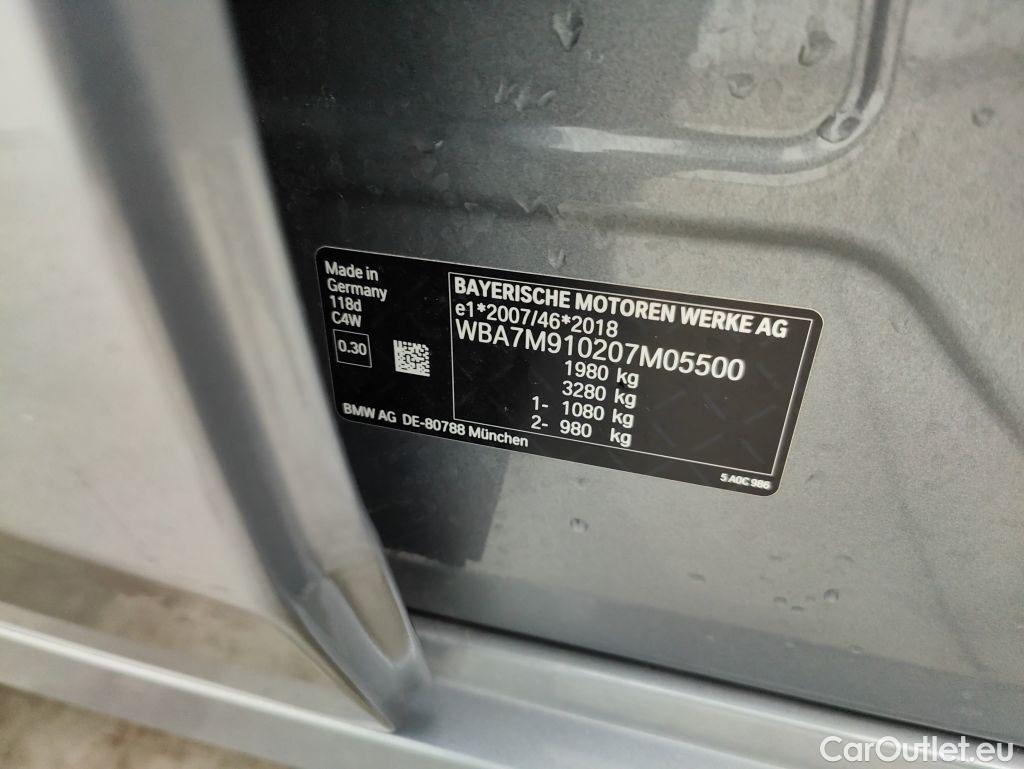 Made in
Germany
118d
C4W
0.30
BAYERISCHE MOTOREN WERKE AG
e1*2007/46*2018
WBA7M910207M05500
1980 kg
3280 kg
1- 1080 kg
2- 980 kg
BMW AG DE-80788 München
5 A0C 986
CarOutlet.eu